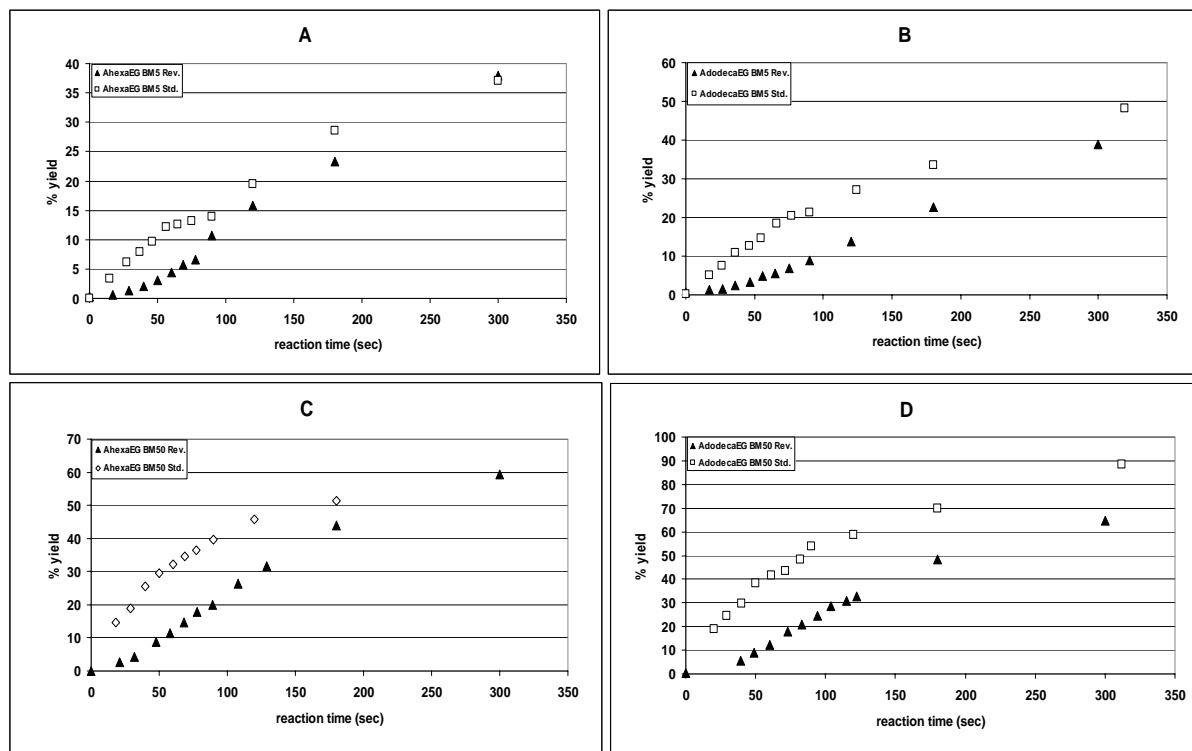 A
▲ AhexaEG BM5 Rev.
□ AhexaEG BM5 Std.
40
35
30
25
20
15
10
5
0
% yield
0 50 100 150 200 250 300 350
reaction time (sec)
B
▲ AdodecaEG BM5 Rev.
□ AdodecaEG BM5 Std.
60
50
40
30
20
10
0
% yield
0 50 100 150 200 250 300 350
reaction time (sec)
C
▲ AhexaEG BM50 Rev.
◇ AhexaEG BM50 Std.
70
60
50
40
30
20
10
0
% yield
0 50 100 150 200 250 300 350
reaction time (sec)
D
▲ AdodecaEG BM50 Rev.
□ AdodecaEG BM50 Std.
100
90
80
70
60
50
40
30
20
10
0
% yield
0 50 100 150 200 250 300 350
reaction time (sec)